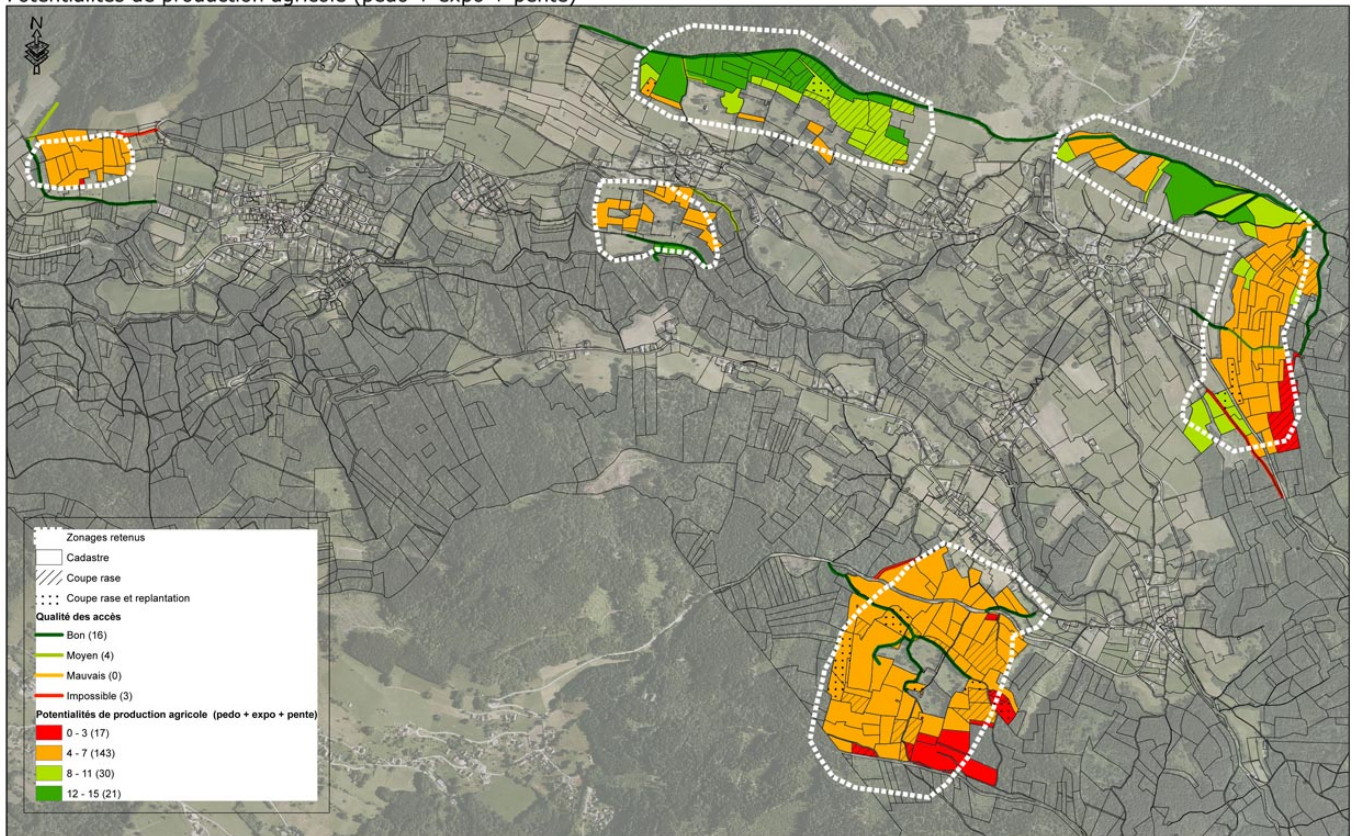 Potentialités de production agricole (pedo + expo + pente)
N
Zonages retenus
Cadastre
Coupe rase
Coupe rase et replantation
Qualité des accès
Bon (16)
Moyen (4)
Mauvais (0)
Impossible (3)
Potentialités de production agricole (pedo + expo + pente)
0 - 3 (17)
4 - 7 (143)
8 - 11 (30)
12 - 15 (21)